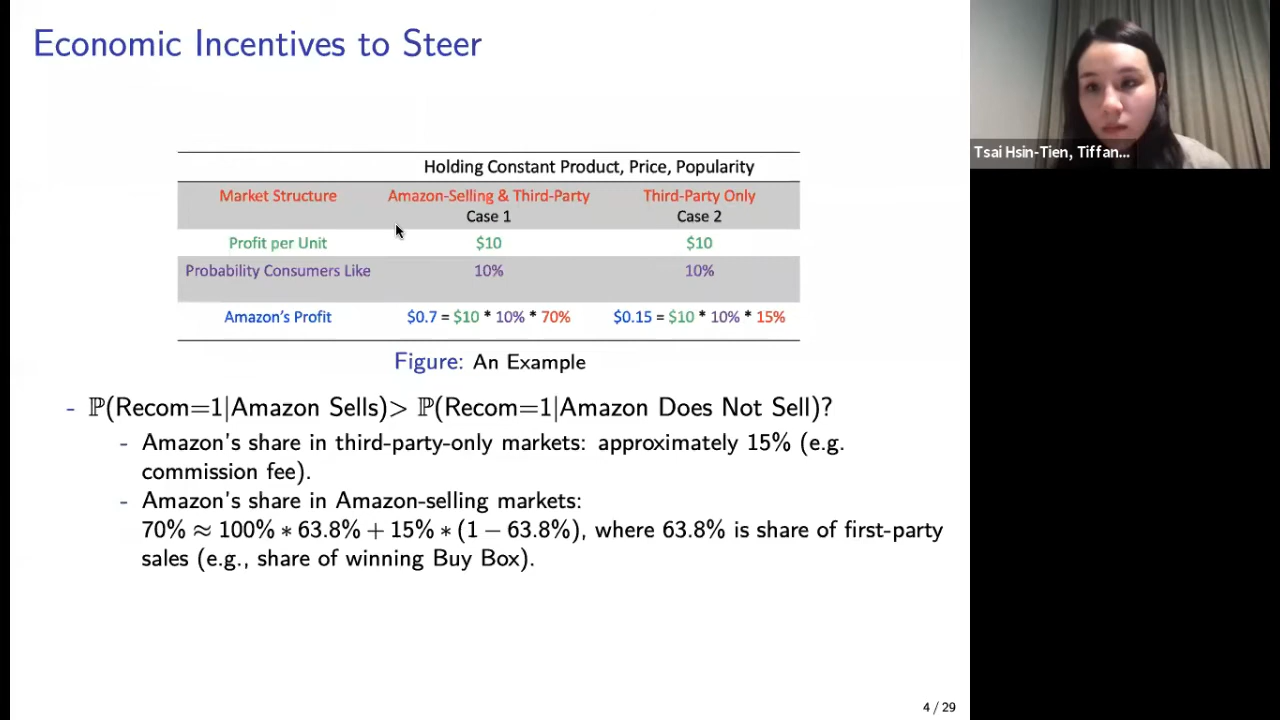 Economic Incentives to Steer
Tsai Hsin-Tien, Tiffan...
Holding Constant Product, Price, Popularity
Market Structure Amazon-Selling & Third-Party Third-Party Only
Case 1 Case 2
Profit per Unit $10 $10
Probability Consumers Like 10% 10%
Amazon's Profit $0.7 = $10 * 10% * 70% $0.15 = $10 * 10% * 15%
Figure: An Example
- ℙ(Recom=1|Amazon Sells)> ℙ(Recom=1|Amazon Does Not Sell)?
- Amazon's share in third-party-only markets: approximately 15% (e.g.
commission fee).
- Amazon's share in Amazon-selling markets:
70% ≈ 100% ∗ 63.8% + 15% ∗ (1 − 63.8%), where 63.8% is share of first-party
sales (e.g., share of winning Buy Box).
4 / 29